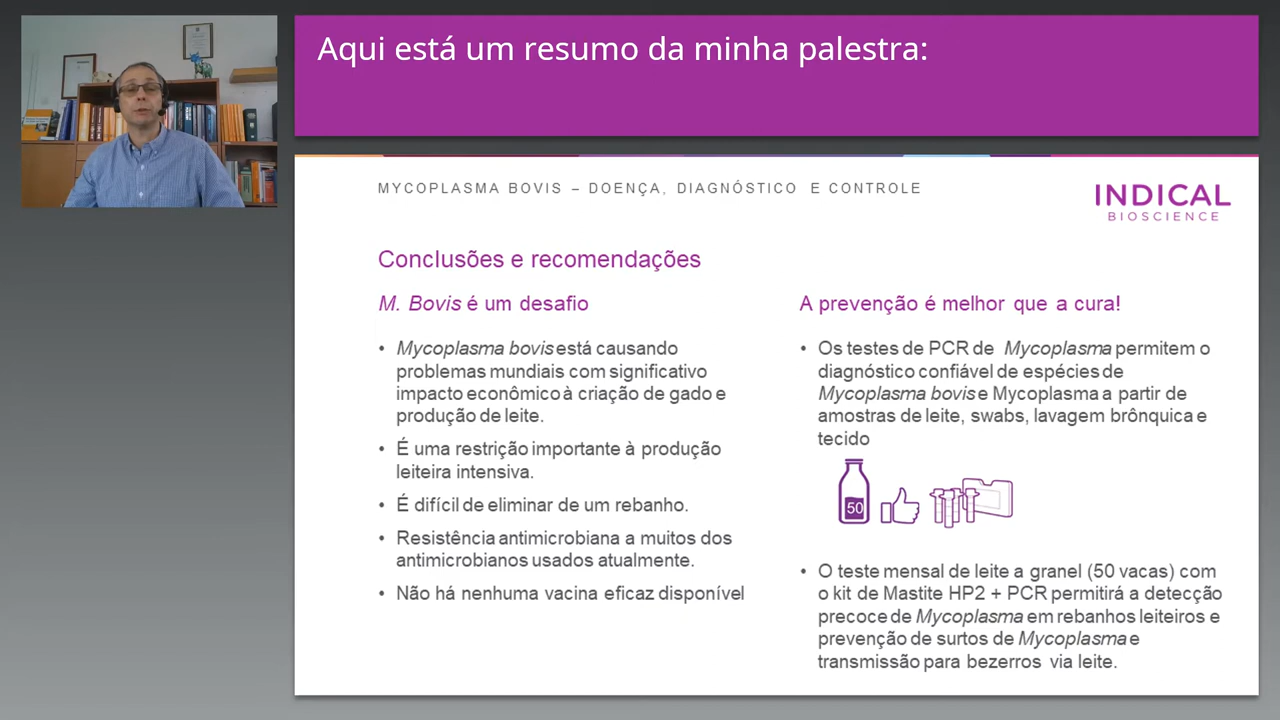 Aqui está um resumo da minha palestra:
MYCOPLASMA BOVIS – DOENÇA, DIAGNÓSTICO E CONTROLE
INDICAL
BIOSCIENCE
Conclusões e recomendações
M. Bovis é um desafio
• Mycoplasma bovis está causando
problemas mundiais com significativo
impacto econômico à criação de gado e
produção de leite.
• É uma restrição importante à produção
leiteira intensiva.
• É difícil de eliminar de um rebanho.
• Resistência antimicrobiana a muitos dos
antimicrobianos usados atualmente.
• Não há nenhuma vacina eficaz disponível
A prevenção é melhor que a cura!
• Os testes de PCR de Mycoplasma permitem o
diagnóstico confiável de espécies de
Mycoplasma bovis e Mycoplasma a partir de
amostras de leite, swabs, lavagem brônquica e
tecido
50
• O teste mensal de leite a granel (50 vacas) com
o kit de Mastite HP2 + PCR permitirá a detecção
precoce de Mycoplasma em rebanhos leiteiros e
prevenção de surtos de Mycoplasma e
transmissão para bezerros via leite.